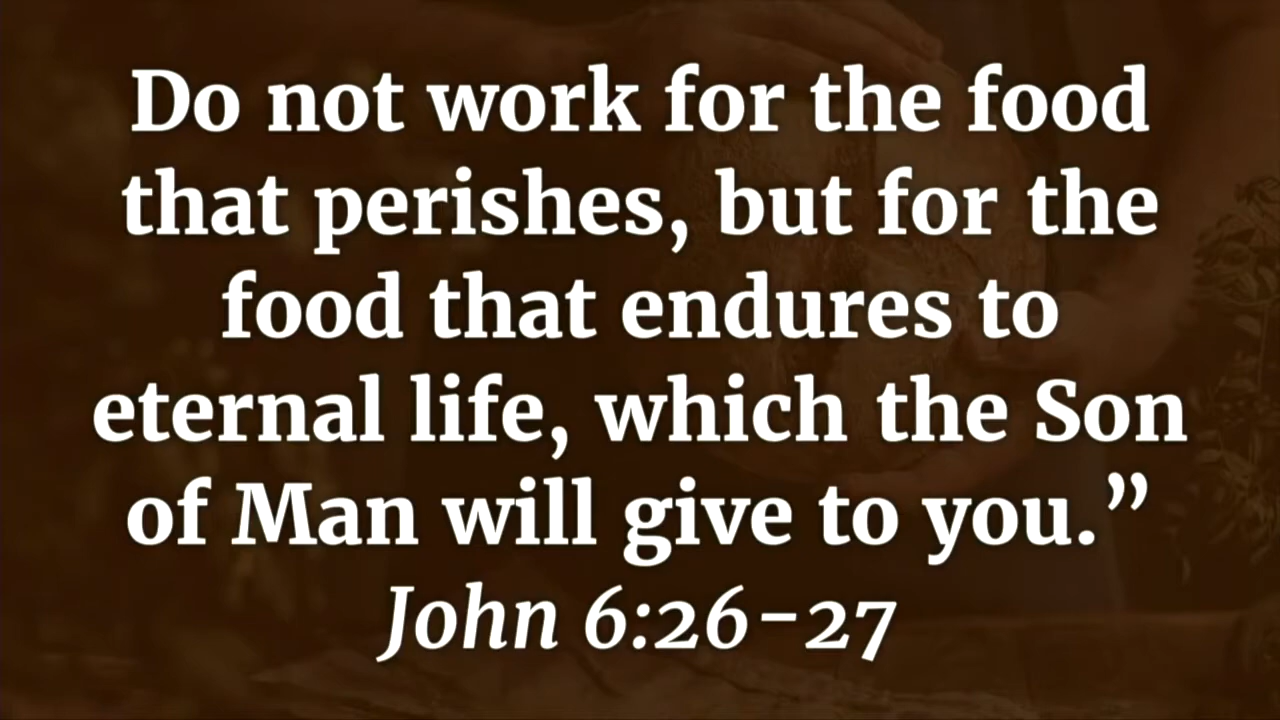 Do not work for the food
that perishes, but for the
food that endures to
eternal life, which the Son
of Man will give to you.”
John 6:26-27